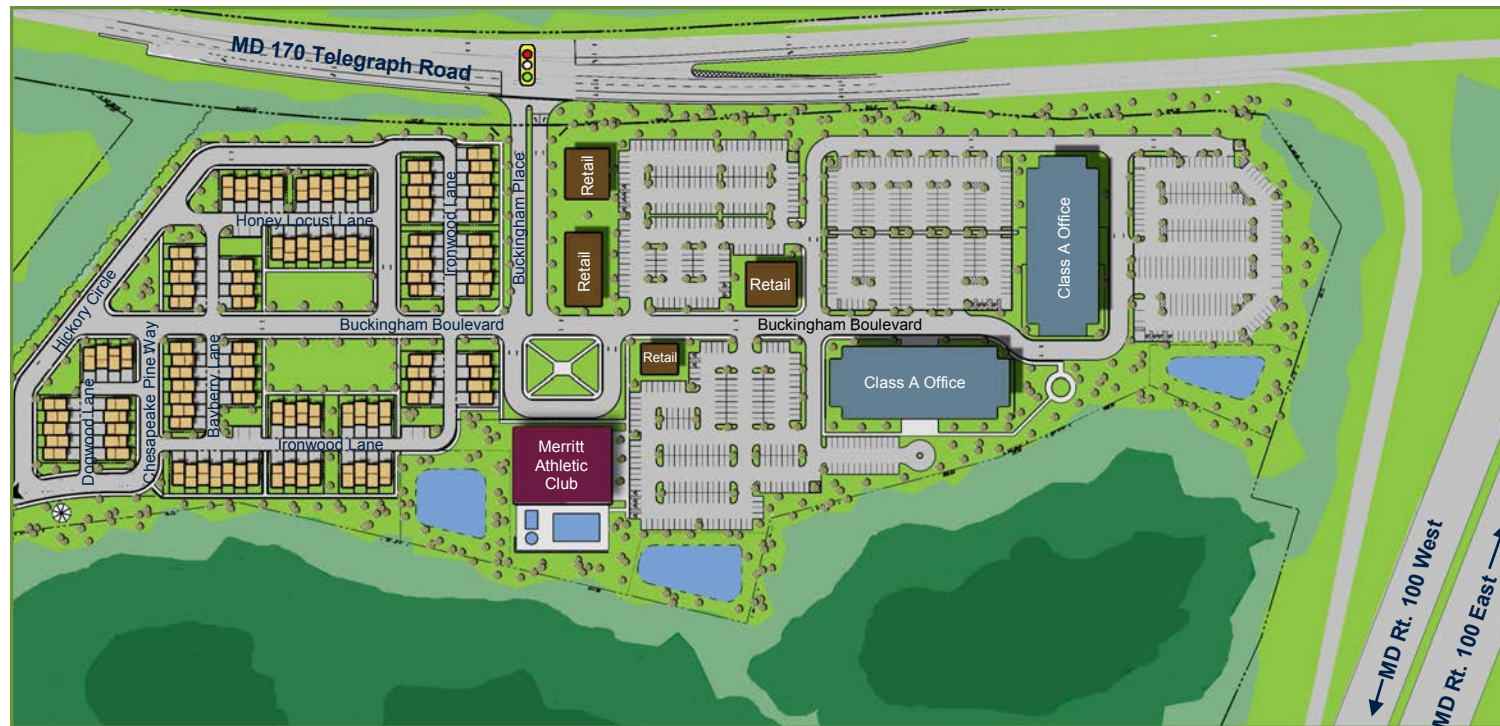 MD 170 Telegraph Road
Honey Locust Lane
Ironwood Lane
Buckingham Place
Retail
Retail
Retail
Class A Office
Hickory Circle
Buckingham Boulevard
Buckingham Boulevard
Retail
Class A Office
Chesapeake Pine Way
Bayberry Lane
Dogwood Lane
Ironwood Lane
Merritt
Athletic
Club
MD Rt. 100 West
MD Rt. 100 East